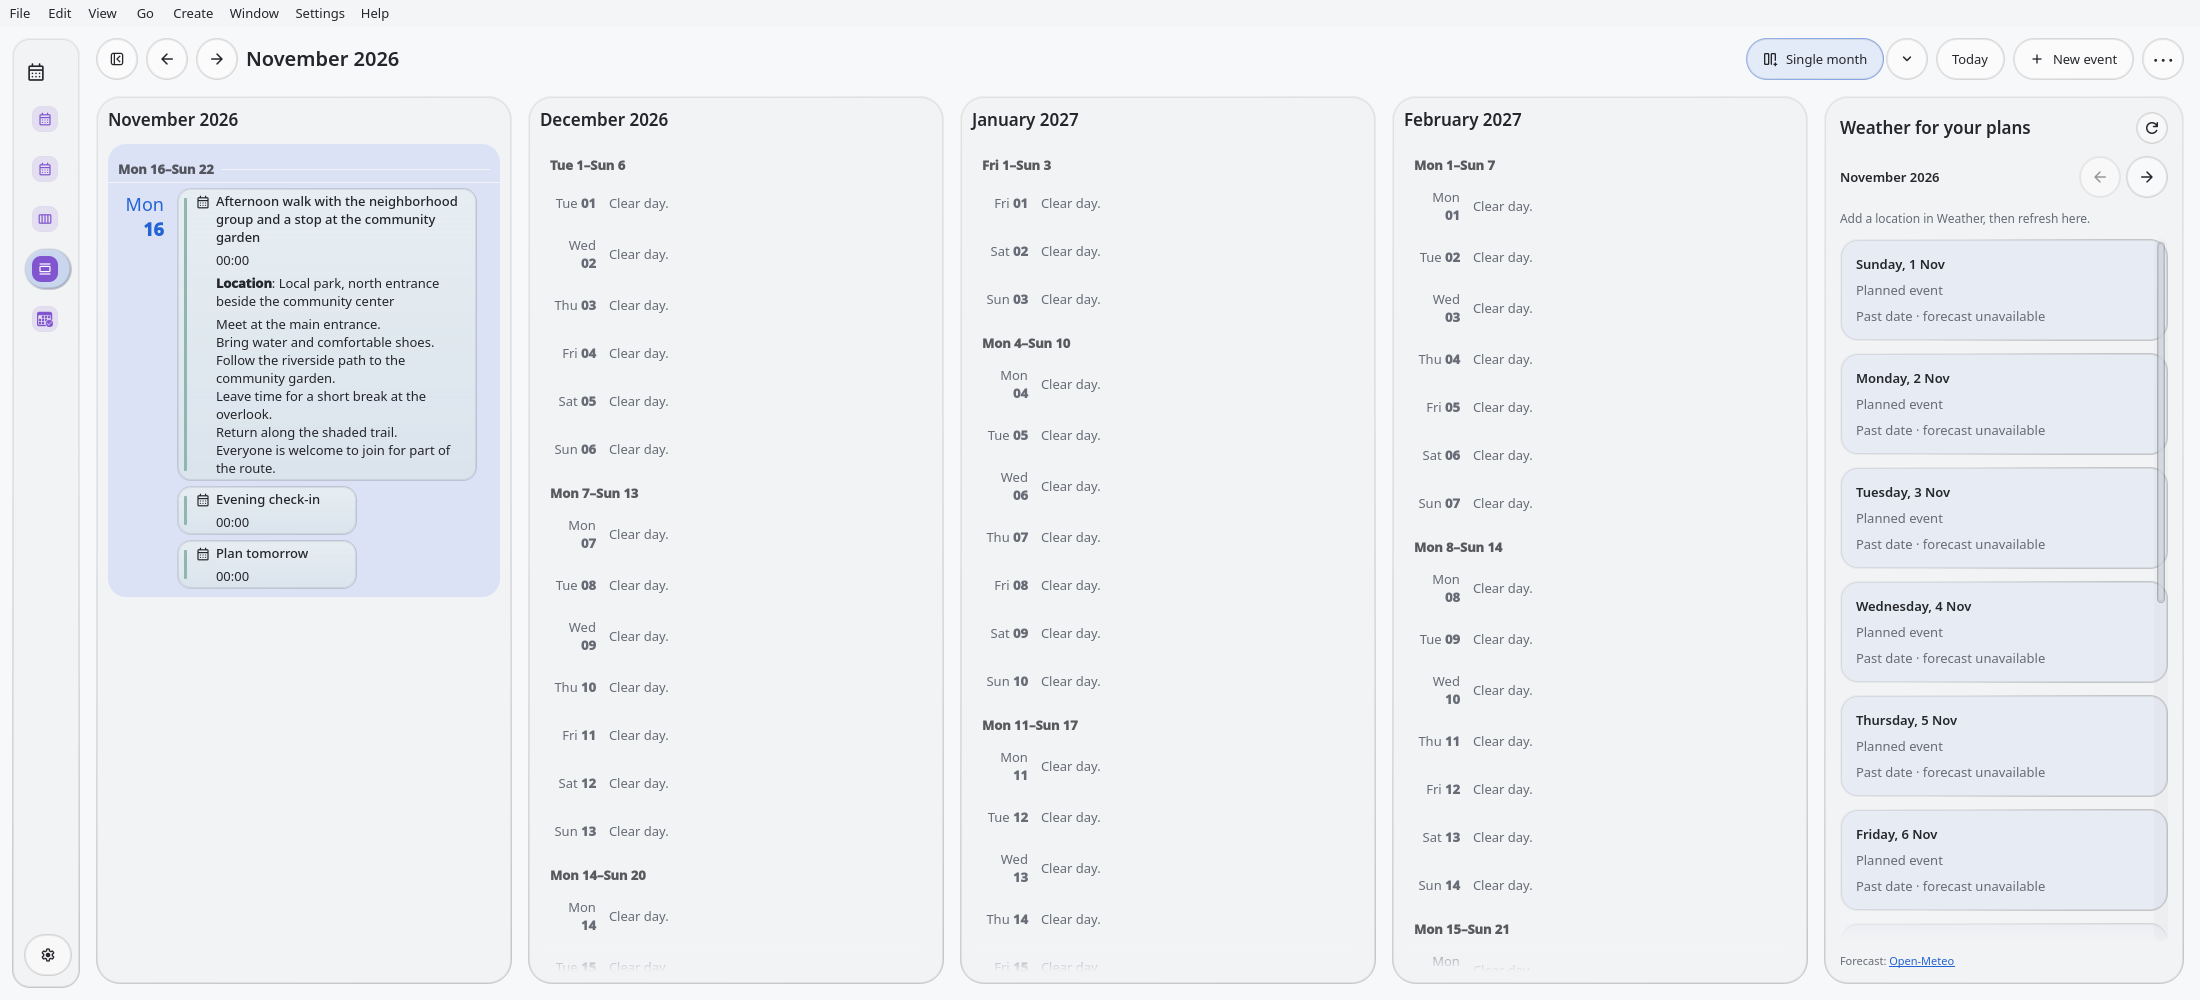 File Edit View Go Create Window Settings Help
November 2026
Single month
Today
New event
November 2026
Mon 16–Sun 22
Mon
16
Afternoon walk with the neighborhood
group and a stop at the community
garden
00:00
Location: Local park, north entrance
beside the community center
Meet at the main entrance.
Bring water and comfortable shoes.
Follow the riverside path to the
community garden.
Leave time for a short break at the
overlook.
Return along the shaded trail.
Everyone is welcome to join for part of
the route.
Evening check-in
00:00
Plan tomorrow
00:00
December 2026
Tue 1–Sun 6
Tue 01 Clear day.
Wed
02 Clear day.
Thu 03 Clear day.
Fri 04 Clear day.
Sat 05 Clear day.
Sun 06 Clear day.
Mon 7–Sun 13
Mon
07 Clear day.
Tue 08 Clear day.
Wed
09 Clear day.
Thu 10 Clear day.
Fri 11 Clear day.
Sat 12 Clear day.
Sun 13 Clear day.
Mon 14–Sun 20
Mon
14 Clear day.
Tue 15 Clear day.
January 2027
Fri 1–Sun 3
Fri 01 Clear day.
Sat 02 Clear day.
Sun 03 Clear day.
Mon 4–Sun 10
Mon
04 Clear day.
Tue 05 Clear day.
Wed
06 Clear day.
Thu 07 Clear day.
Fri 08 Clear day.
Sat 09 Clear day.
Sun 10 Clear day.
Mon 11–Sun 17
Mon
11 Clear day.
Tue 12 Clear day.
Wed
13 Clear day.
Thu 14 Clear day.
Fri 15 Clear day.
February 2027
Mon 1–Sun 7
Mon
01 Clear day.
Tue 02 Clear day.
Wed
03 Clear day.
Thu 04 Clear day.
Fri 05 Clear day.
Sat 06 Clear day.
Sun 07 Clear day.
Mon 8–Sun 14
Mon
08 Clear day.
Tue 09 Clear day.
Wed
10 Clear day.
Thu 11 Clear day.
Fri 12 Clear day.
Sat 13 Clear day.
Sun 14 Clear day.
Mon 15–Sun 21
Mon
Clear day.
Weather for your plans
November 2026
Add a location in Weather, then refresh here.
Sunday, 1 Nov
Planned event
Past date · forecast unavailable
Monday, 2 Nov
Planned event
Past date · forecast unavailable
Tuesday, 3 Nov
Planned event
Past date · forecast unavailable
Wednesday, 4 Nov
Planned event
Past date · forecast unavailable
Thursday, 5 Nov
Planned event
Past date · forecast unavailable
Friday, 6 Nov
Planned event
Past date · forecast unavailable
Forecast: Open-Meteo